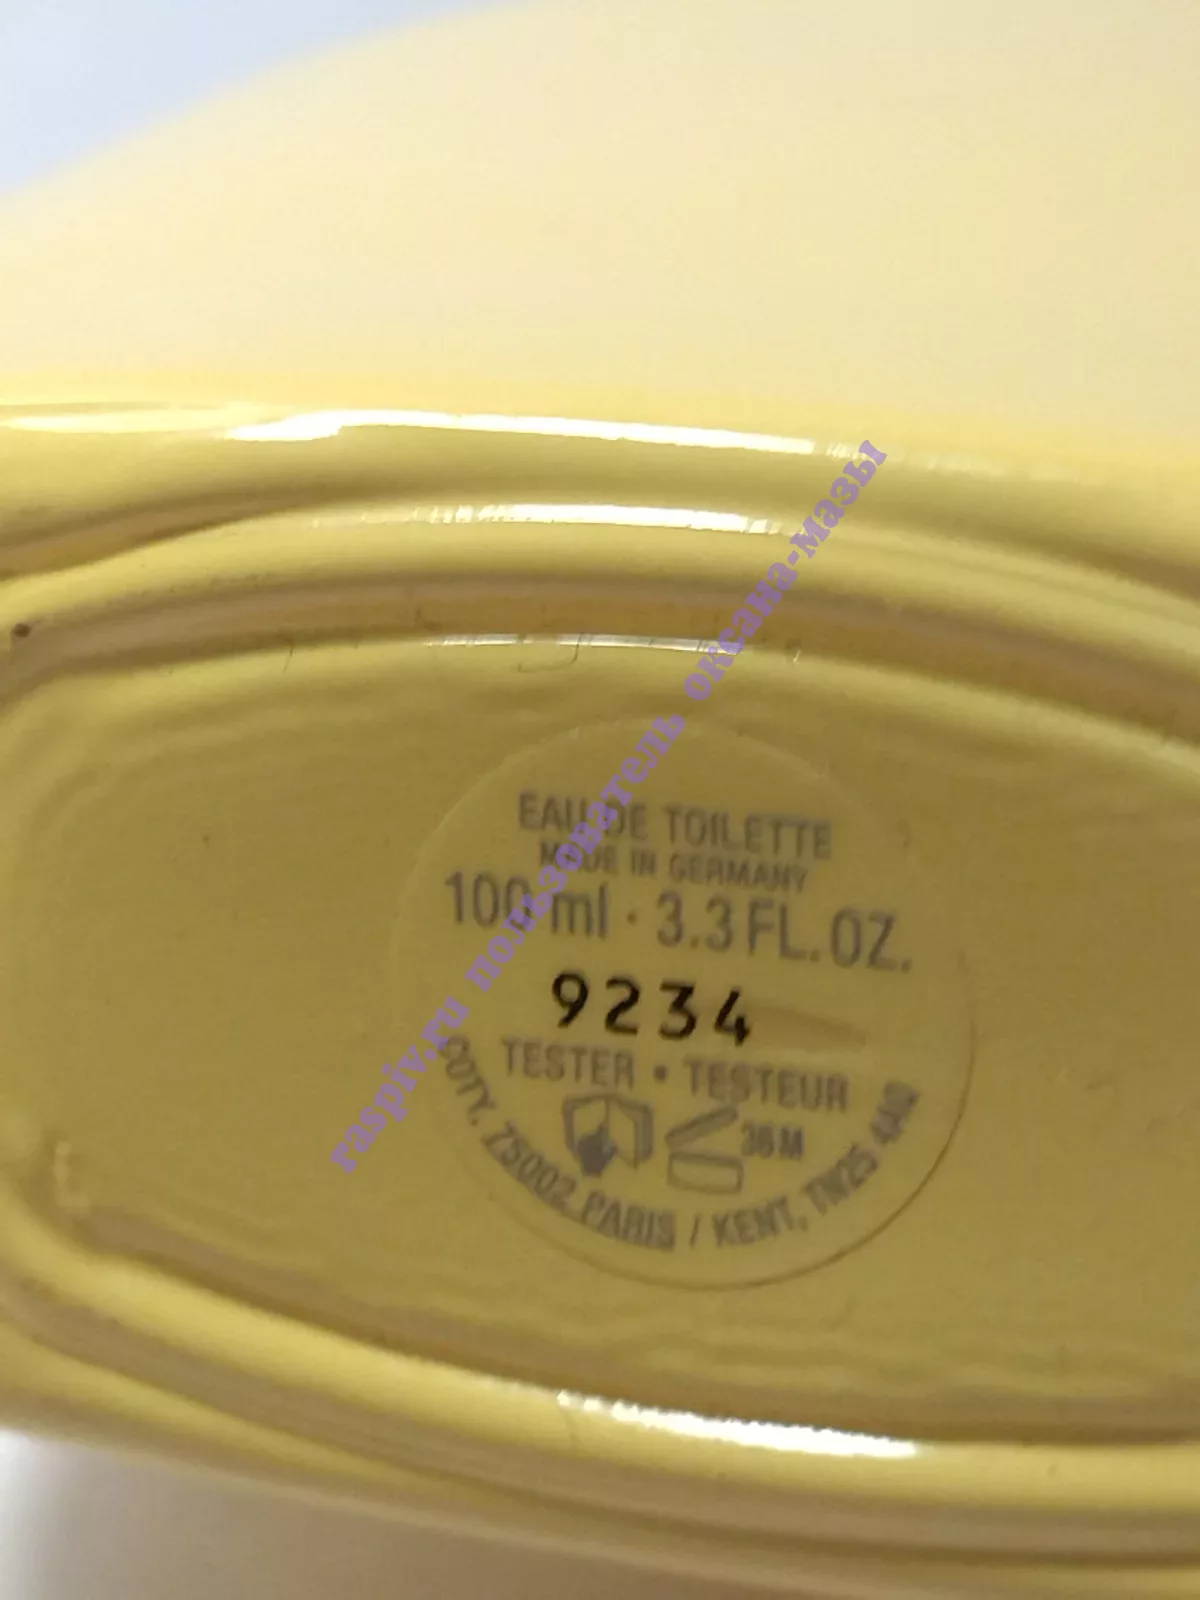 EAU DE TOILETTE
MADE IN GERMANY
100 ml · 3.3 FL. OZ.
9234
TESTER • TESTEUR
36 M
COTY, 75002 PARIS / KENT, TN25 4AQ
raspiv.ru пользователь оксана-мазы